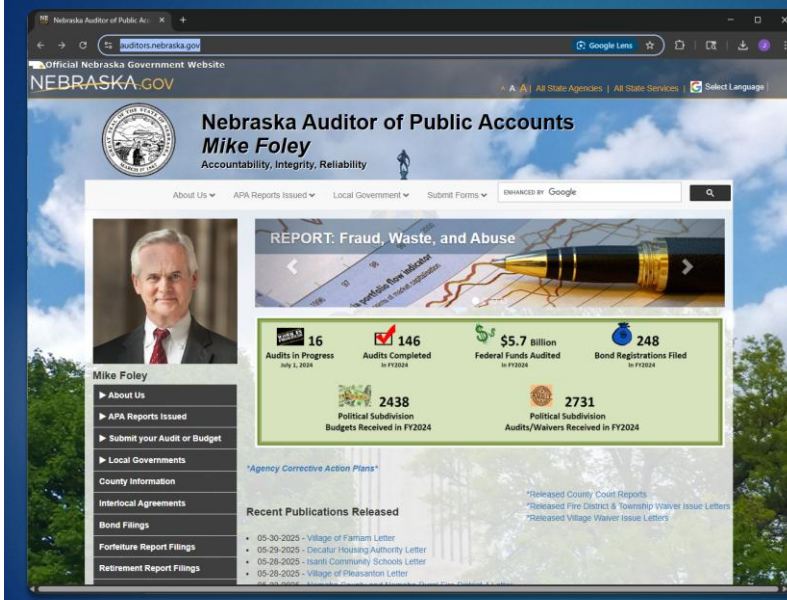 Nebraska Auditor of Public Acc
auditors.nebraska.gov
Google Lens
Official Nebraska Government Website
NEBRASKA.GOV
A A A | All State Agencies | All State Services | Select Language
Nebraska Auditor of Public Accounts
Mike Foley
Accountability, Integrity, Reliability
About Us APA Reports Issued Local Government Submit Forms ENHANCED BY Google
REPORT: Fraud, Waste, and Abuse
16
Audits in Progress
July 1, 2024
146
Audits Completed
In FY2024
$5.7 Billion
Federal Funds Audited
In FY2024
248
Bond Registrations Filed
In FY2024
2438
Political Subdivision
Budgets Received in FY2024
2731
Political Subdivision
Audits/Waivers Received in FY2024
Mike Foley
About Us
APA Reports Issued
Submit your Audit or Budget
Local Governments
County Information
Interlocal Agreements
Bond Filings
Forfeiture Report Filings
Retirement Report Filings
*Agency Corrective Action Plans*
*Released County Court Reports
*Released Fire District & Township Waiver Issue Letters
*Released Village Waiver Issue Letters
Recent Publications Released
05-30-2025 - Village of Farnam Letter
05-29-2025 - Decatur Housing Authority Letter
05-28-2025 - Isanti Community Schools Letter
05-28-2025 - Village of Pleasanton Letter